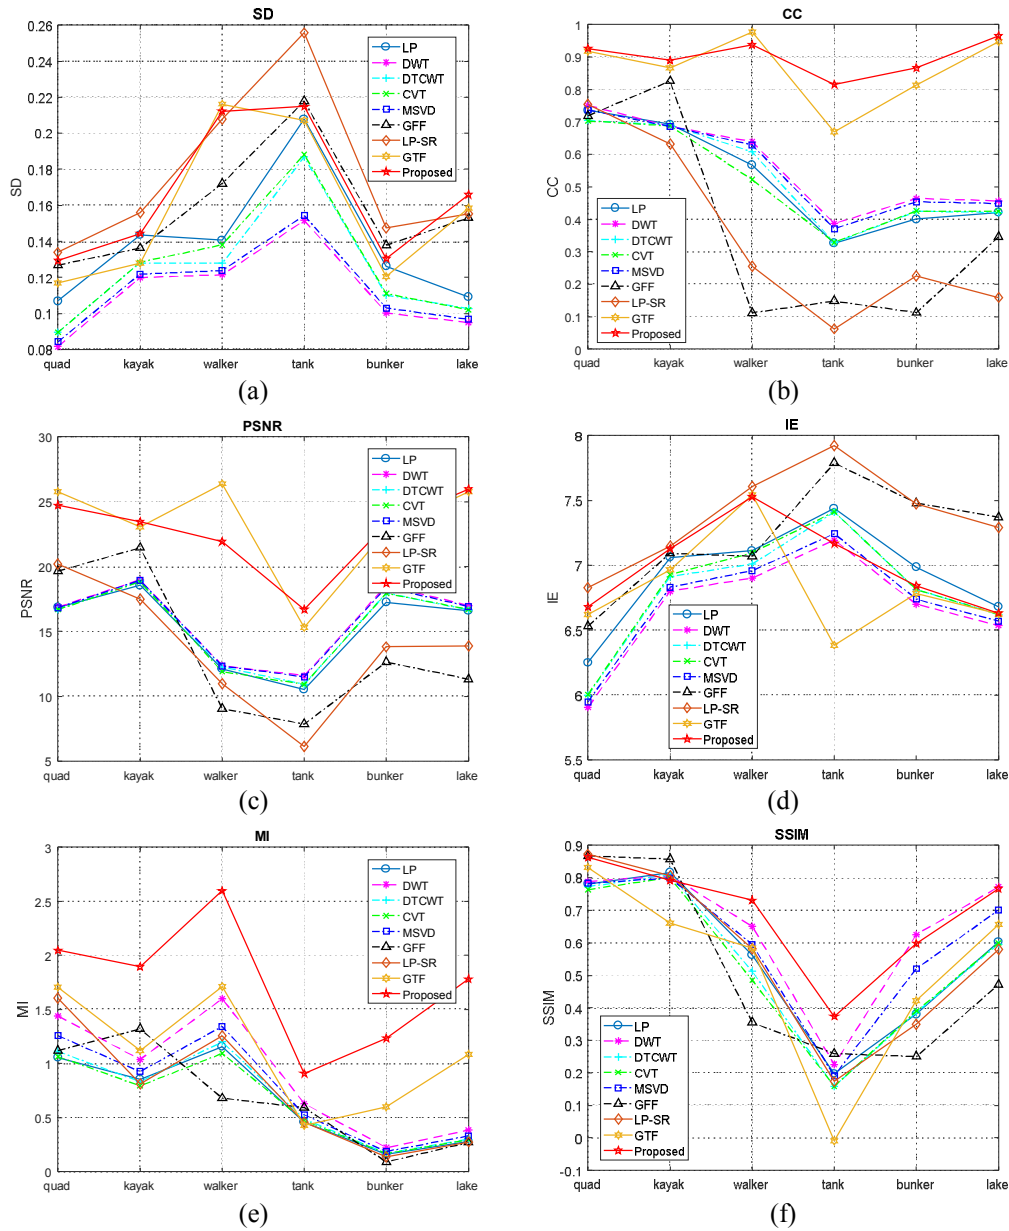 SD
CC
0.26
0.24
0.22
0.2
0.18
0.16
0.14
0.12
0.1
0.08
SD
LP
DWT
DTCWT
CVT
MSVD
GFF
LP-SR
GTF
Proposed
quad kayak walker tank bunker lake
(a)
1
0.9
0.8
0.7
0.6
0.5
0.4
0.3
0.2
0.1
0
CC
LP
DWT
DTCWT
CVT
MSVD
GFF
LP-SR
GTF
Proposed
quad kayak walker tank bunker lake
(b)
PSNR
30
25
20
15
10
5
PSNR
LP
DWT
DTCWT
CVT
MSVD
GFF
LP-SR
GTF
Proposed
quad kayak walker tank bunker lake
(c)
IE
8
7.5
7
6.5
6
5.5
IE
LP
DWT
DTCWT
CVT
MSVD
GFF
LP-SR
GTF
Proposed
quad kayak walker tank bunker lake
(d)
MI
3
2.5
2
1.5
1
0.5
0
MI
LP
DWT
DTCWT
CVT
MSVD
GFF
LP-SR
GTF
Proposed
quad kayak walker tank bunker lake
(e)
SSIM
0.9
0.8
0.7
0.6
0.5
0.4
0.3
0.2
0.1
0
-0.1
SSIM
LP
DWT
DTCWT
CVT
MSVD
GFF
LP-SR
GTF
Proposed
quad kayak walker tank bunker lake
(f)